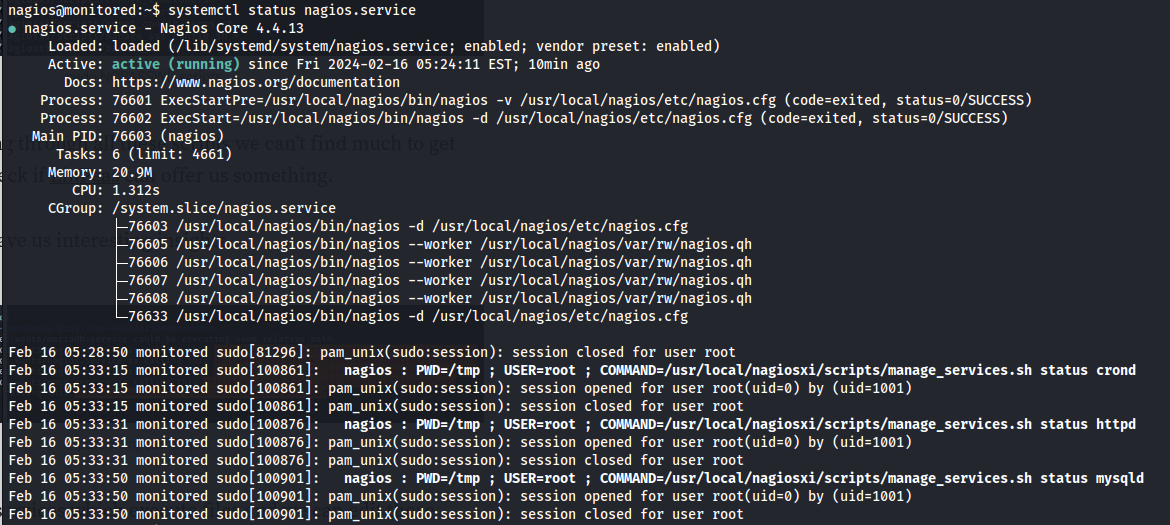 nagios@monitored:~$ systemctl status nagios.service
● nagios.service - Nagios Core 4.4.13
Loaded: loaded (/lib/systemd/system/nagios.service; enabled; vendor preset: enabled)
Active: active (running) since Fri 2024-02-16 05:24:11 EST; 10min ago
Docs: https://www.nagios.org/documentation
Process: 76601 ExecStartPre=/usr/local/nagios/bin/nagios -v /usr/local/nagios/etc/nagios.cfg (code=exited, status=0/SUCCESS)
Process: 76602 ExecStart=/usr/local/nagios/bin/nagios -d /usr/local/nagios/etc/nagios.cfg (code=exited, status=0/SUCCESS)
Main PID: 76603 (nagios)
Tasks: 6 (limit: 4661)
Memory: 20.9M
CPU: 1.312s
CGroup: /system.slice/nagios.service
├─76603 /usr/local/nagios/bin/nagios -d /usr/local/nagios/etc/nagios.cfg
├─76605 /usr/local/nagios/bin/nagios --worker /usr/local/nagios/var/rw/nagios.qh
├─76606 /usr/local/nagios/bin/nagios --worker /usr/local/nagios/var/rw/nagios.qh
├─76607 /usr/local/nagios/bin/nagios --worker /usr/local/nagios/var/rw/nagios.qh
├─76608 /usr/local/nagios/bin/nagios --worker /usr/local/nagios/var/rw/nagios.qh
└─76633 /usr/local/nagios/bin/nagios -d /usr/local/nagios/etc/nagios.cfg
Feb 16 05:28:50 monitored sudo[81296]: pam_unix(sudo:session): session closed for user root
Feb 16 05:33:15 monitored sudo[100861]:   nagios : PWD=/tmp ; USER=root ; COMMAND=/usr/local/nagiosxi/scripts/manage_services.sh status crond
Feb 16 05:33:15 monitored sudo[100861]: pam_unix(sudo:session): session opened for user root(uid=0) by (uid=1001)
Feb 16 05:33:15 monitored sudo[100861]: pam_unix(sudo:session): session closed for user root
Feb 16 05:33:31 monitored sudo[100876]:   nagios : PWD=/tmp ; USER=root ; COMMAND=/usr/local/nagiosxi/scripts/manage_services.sh status httpd
Feb 16 05:33:31 monitored sudo[100876]: pam_unix(sudo:session): session opened for user root(uid=0) by (uid=1001)
Feb 16 05:33:31 monitored sudo[100876]: pam_unix(sudo:session): session closed for user root
Feb 16 05:33:50 monitored sudo[100901]:   nagios : PWD=/tmp ; USER=root ; COMMAND=/usr/local/nagiosxi/scripts/manage_services.sh status mysqld
Feb 16 05:33:50 monitored sudo[100901]: pam_unix(sudo:session): session opened for user root(uid=0) by (uid=1001)
Feb 16 05:33:50 monitored sudo[100901]: pam_unix(sudo:session): session closed for user root